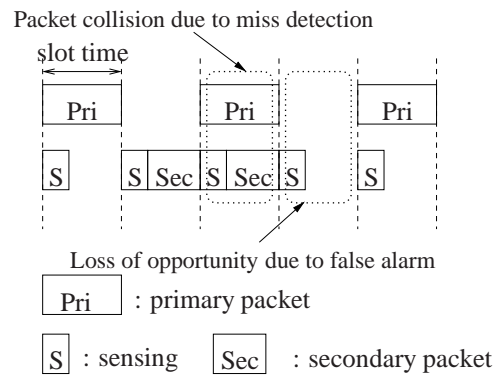 Packet collision due to miss detection
slot time
Pri Pri Pri
S S Sec S Sec S S
Loss of opportunity due to false alarm
Pri : primary packet
S : sensing Sec : secondary packet